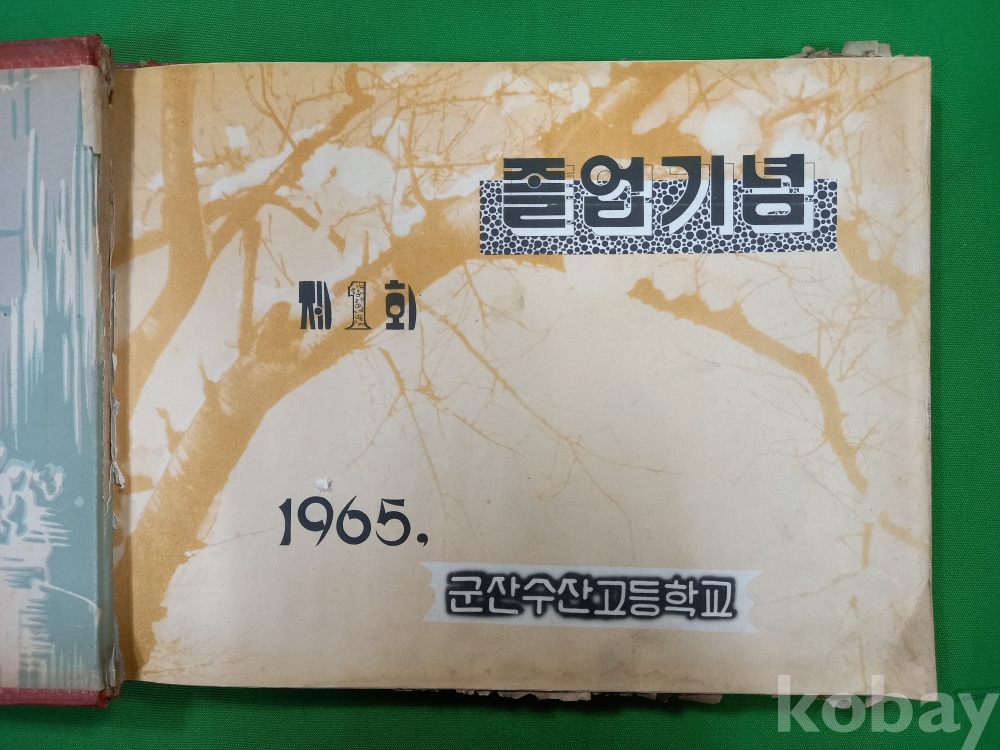 졸업기념
제1회
1965,
군산수산고등학교
kobay